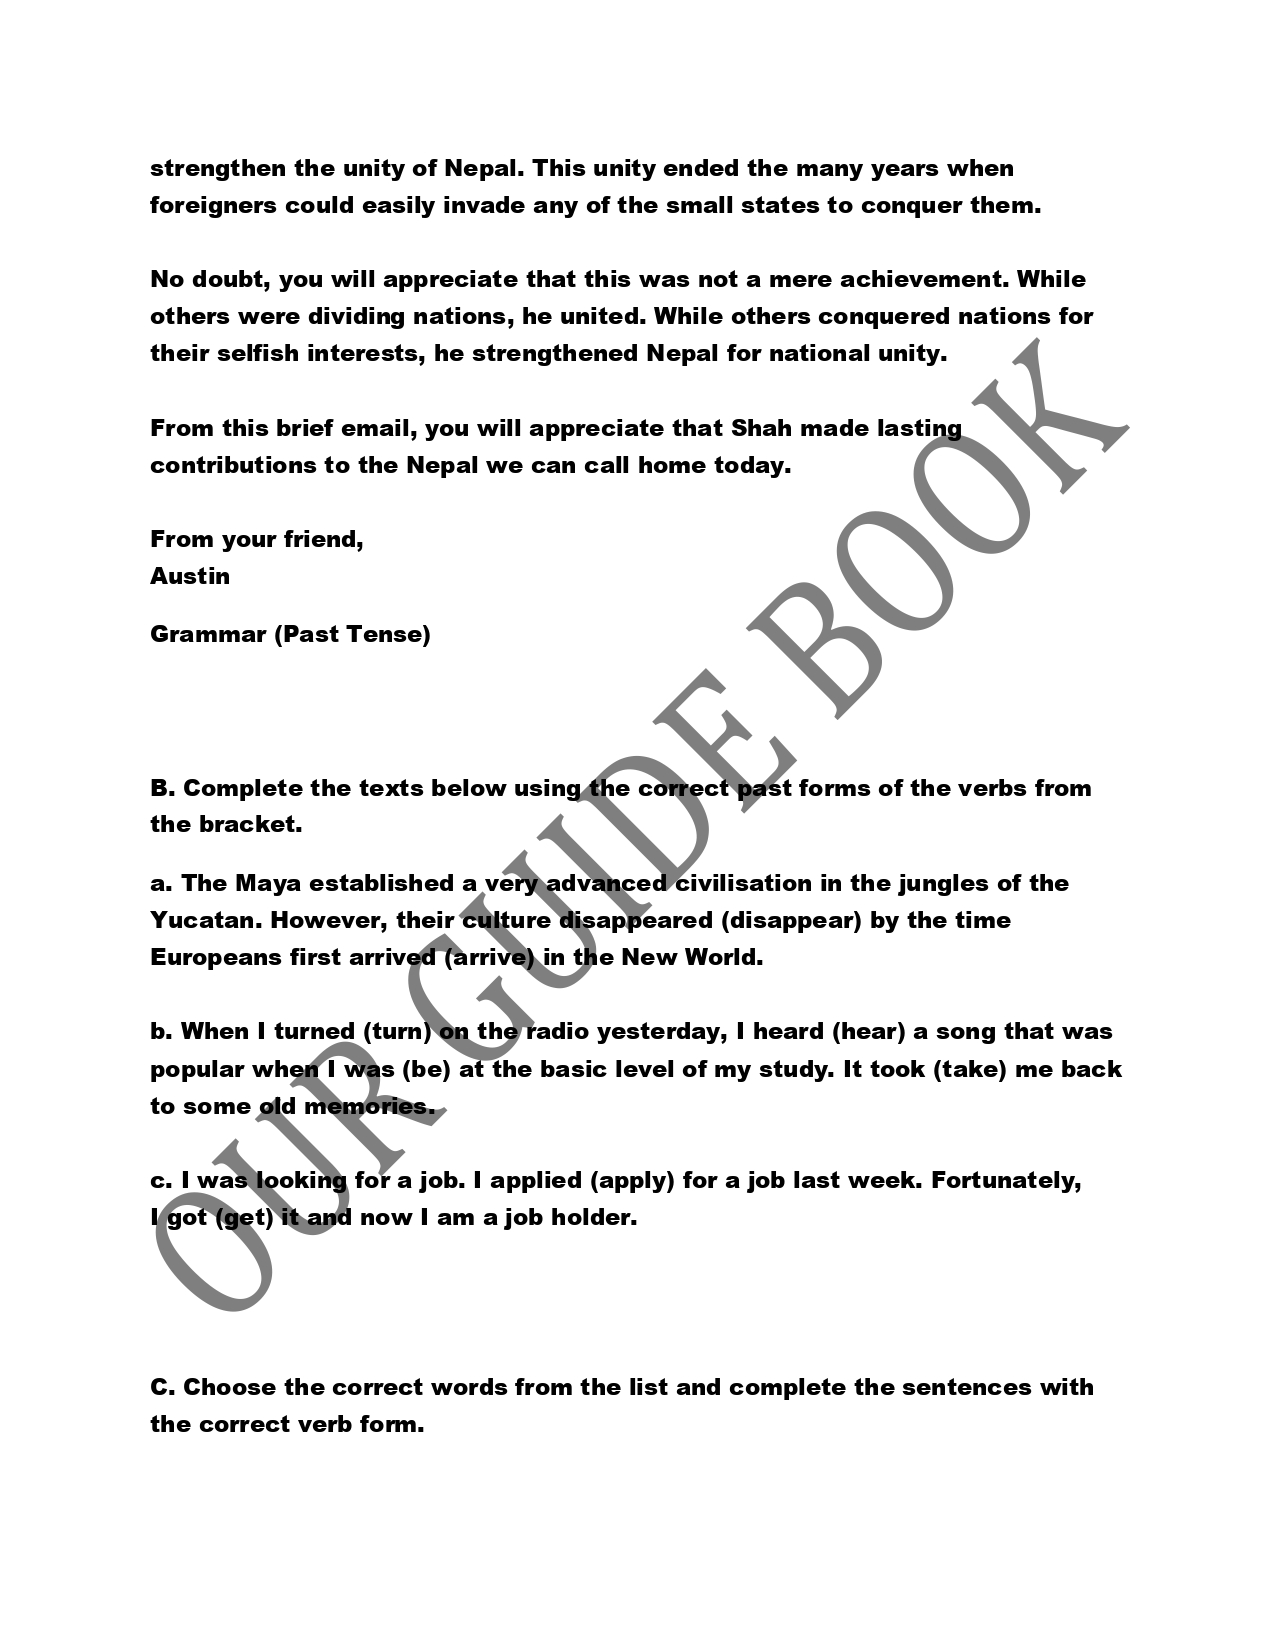 strengthen the unity of Nepal. This unity ended the many years when
foreigners could easily invade any of the small states to conquer them.
No doubt, you will appreciate that this was not a mere achievement. While
others were dividing nations, he united. While others conquered nations for
their selfish interests, he strengthened Nepal for national unity.
From this brief email, you will appreciate that Shah made lasting
contributions to the Nepal we can call home today.
From your friend,
Austin
Grammar (Past Tense)
B. Complete the texts below using the correct past forms of the verbs from
the bracket.
a. The Maya established a very advanced civilisation in the jungles of the
Yucatan. However, their culture disappeared (disappear) by the time
Europeans first arrived (arrive) in the New World.
b. When I turned (turn) on the radio yesterday, I heard (hear) a song that was
popular when I was (be) at the basic level of my study. It took (take) me back
to some old memories.
c. I was looking for a job. I applied (apply) for a job last week. Fortunately,
I got (get) it and now I am a job holder.
C. Choose the correct words from the list and complete the sentences with
the correct verb form.
OUR GUIDE BOOK